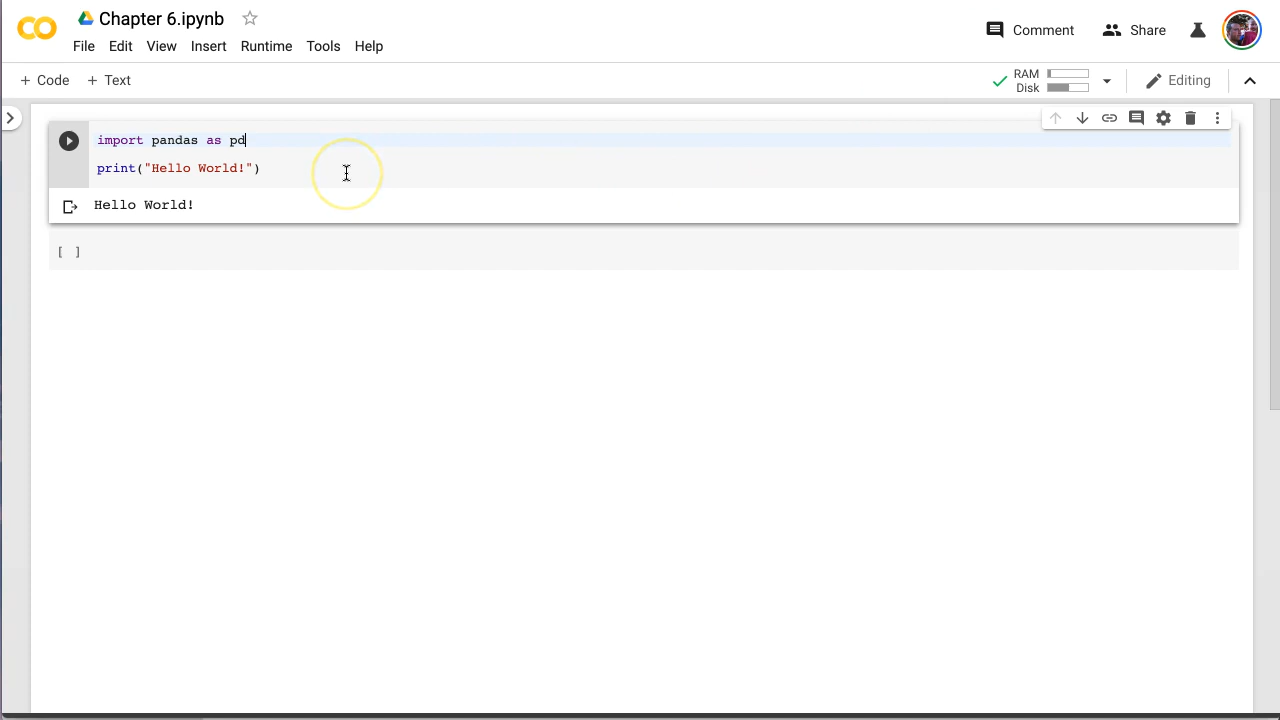 Chapter 6.ipynb
File Edit View Insert Runtime Tools Help
Comment Share
+ Code + Text
RAM
Disk
Editing
import pandas as pd
print("Hello World!")
Hello World!
[ ]